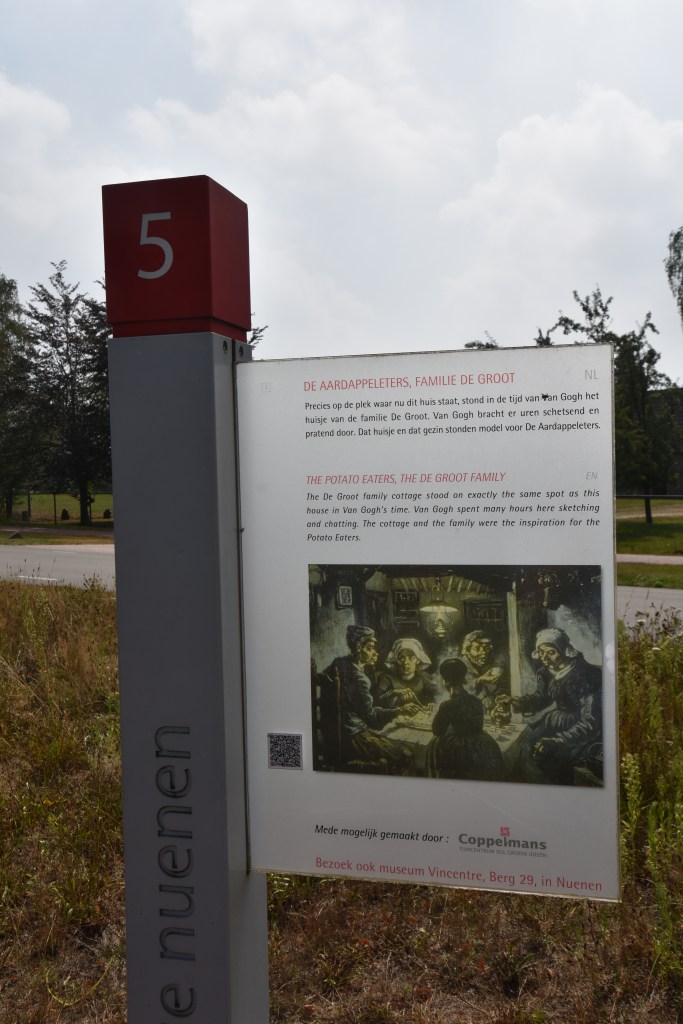 5
DE AARDAPPELETERS, FAMILIE DE GROOT
NL
Precies op de plek waar nu dit huis staat, stond in de tijd van Van Gogh het
huisje van de familie De Groot. Van Gogh bracht er uren schetsend en
pratend door. Dat huisje en dat gezin stonden model voor De Aardappeleters.
THE POTATO EATERS, THE DE GROOT FAMILY
EN
The De Groot family cottage stood on exactly the same spot as this
house in Van Gogh's time. Van Gogh spent many hours here sketching
and chatting. The cottage and the family were the inspiration for the
Potato Eaters.
Mede mogelijk gemaakt door :
Coppelmans
Bezoek ook museum Vincentre, Berg 29, in Nuenen
nuenen